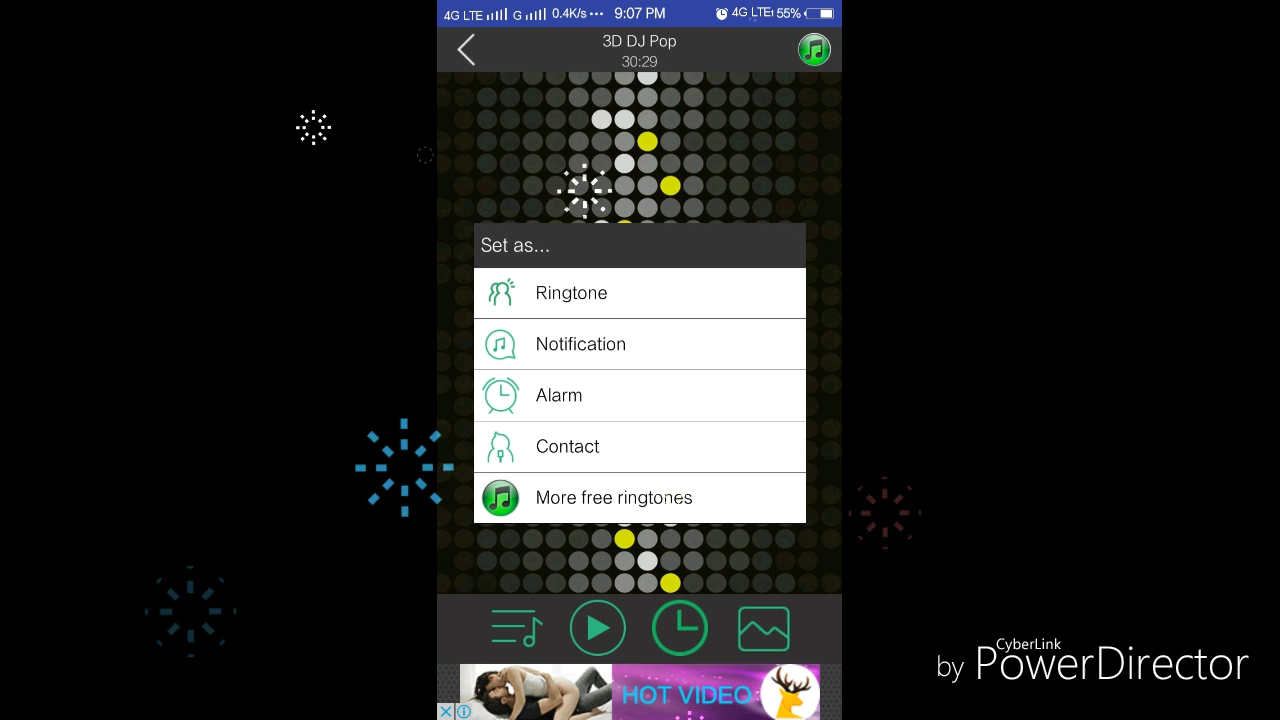 4G LTE G 0.4K/s ••• 9:07 PM 4G LTE 55%
3D DJ Pop
30:29
Set as...
Ringtone
Notification
Alarm
Contact
More free ringtones
HOT VIDEO
CyberLink
by PowerDirector